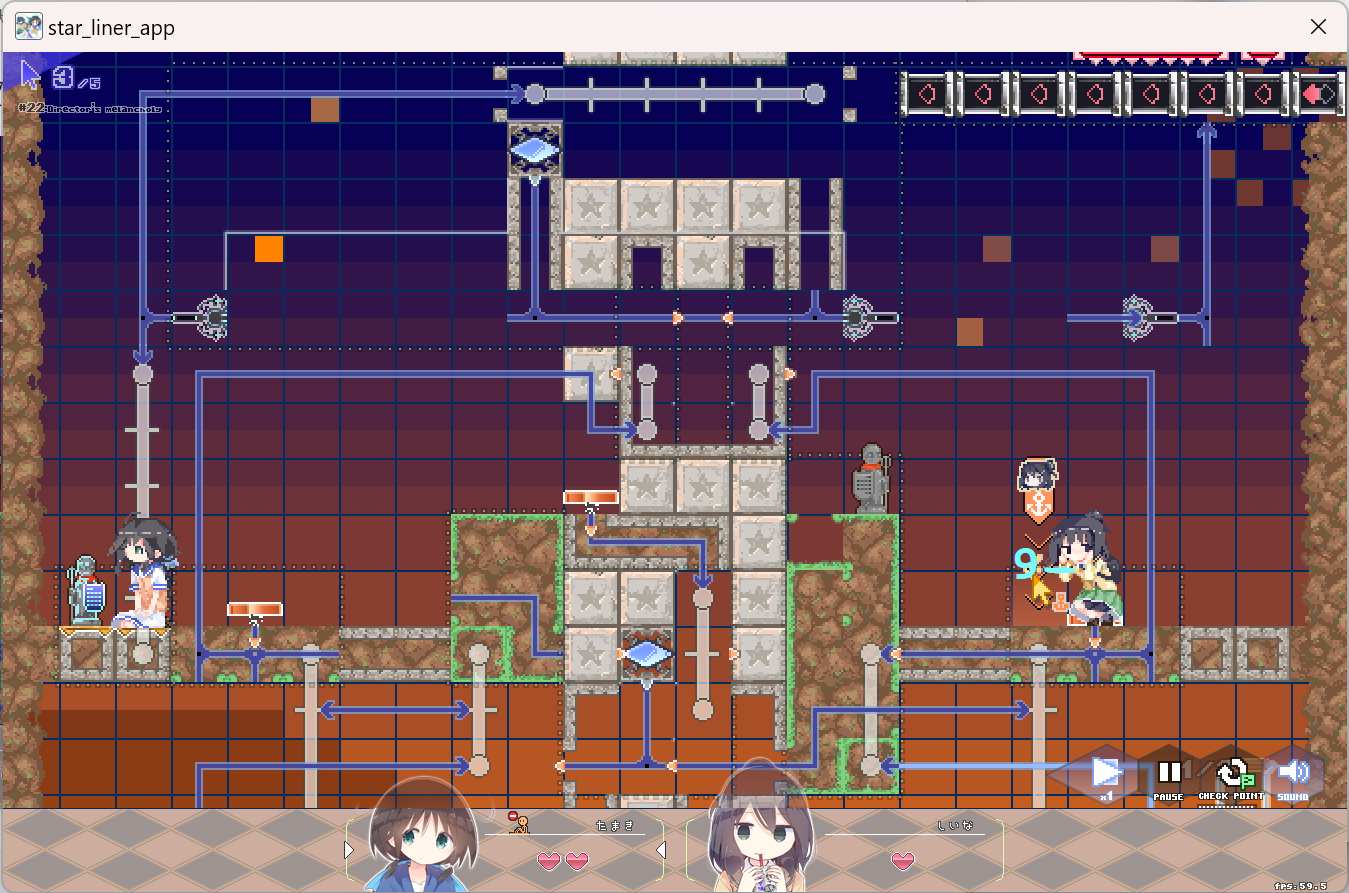 star_liner_app
3/5
#22:Director's melancholy
9
x1
PAUSE
CHECK POINT
SOUND
たまき
しいな
fps:59.5